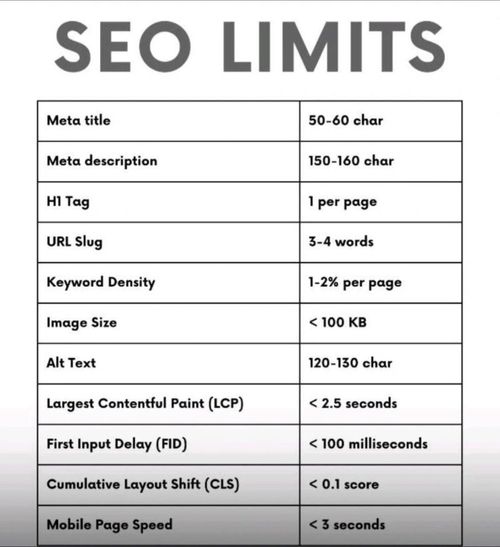 SEO LIMITS
Meta title 50-60 char
Meta description 150-160 char
H1 Tag 1 per page
URL Slug 3-4 words
Keyword Density 1-2% per page
Image Size < 100 KB
Alt Text 120-130 char
Largest Contentful Paint (LCP) < 2.5 seconds
First Input Delay (FID) < 100 milliseconds
Cumulative Layout Shift (CLS) < 0.1 score
Mobile Page Speed < 3 seconds